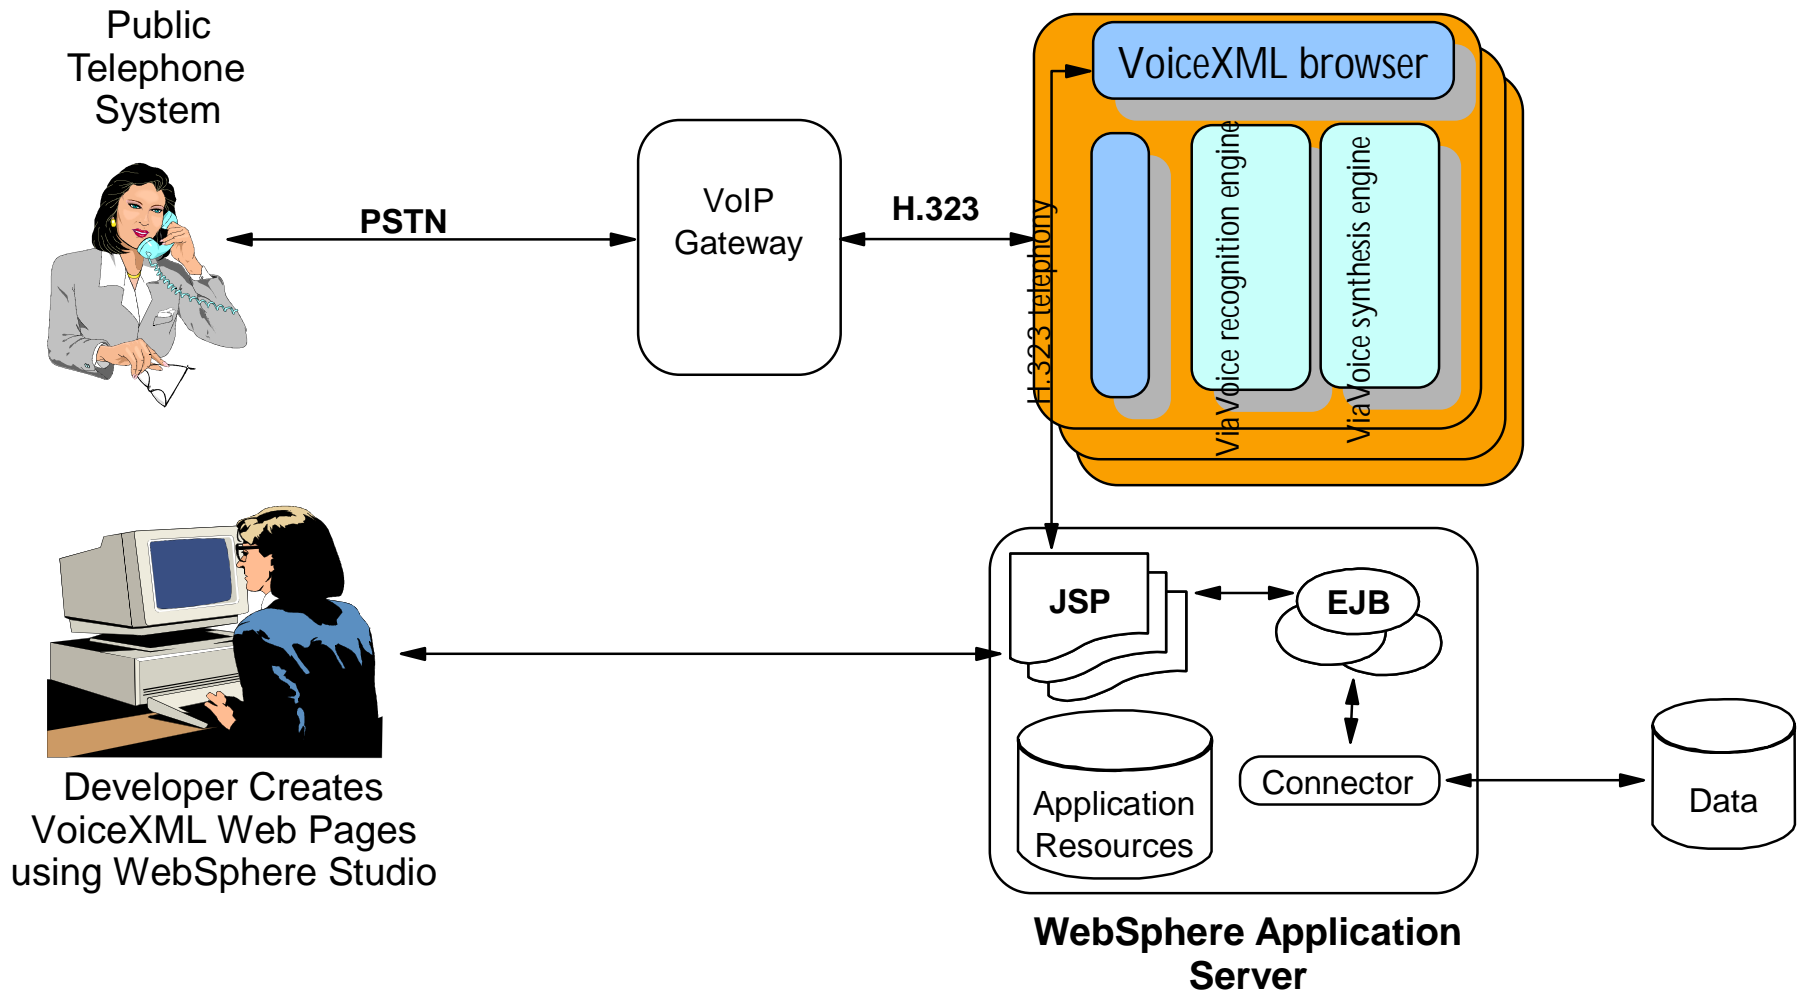 Public
Telephone
System
PSTN
VoIP
Gateway
H.323
VoiceXML browser
H.323 telephony
ViaVoice recognition engine
ViaVoice synthesis engine
Developer Creates
VoiceXML Web Pages
using WebSphere Studio
JSP
EJB
Application
Resources
Connector
Data
WebSphere Application
Server